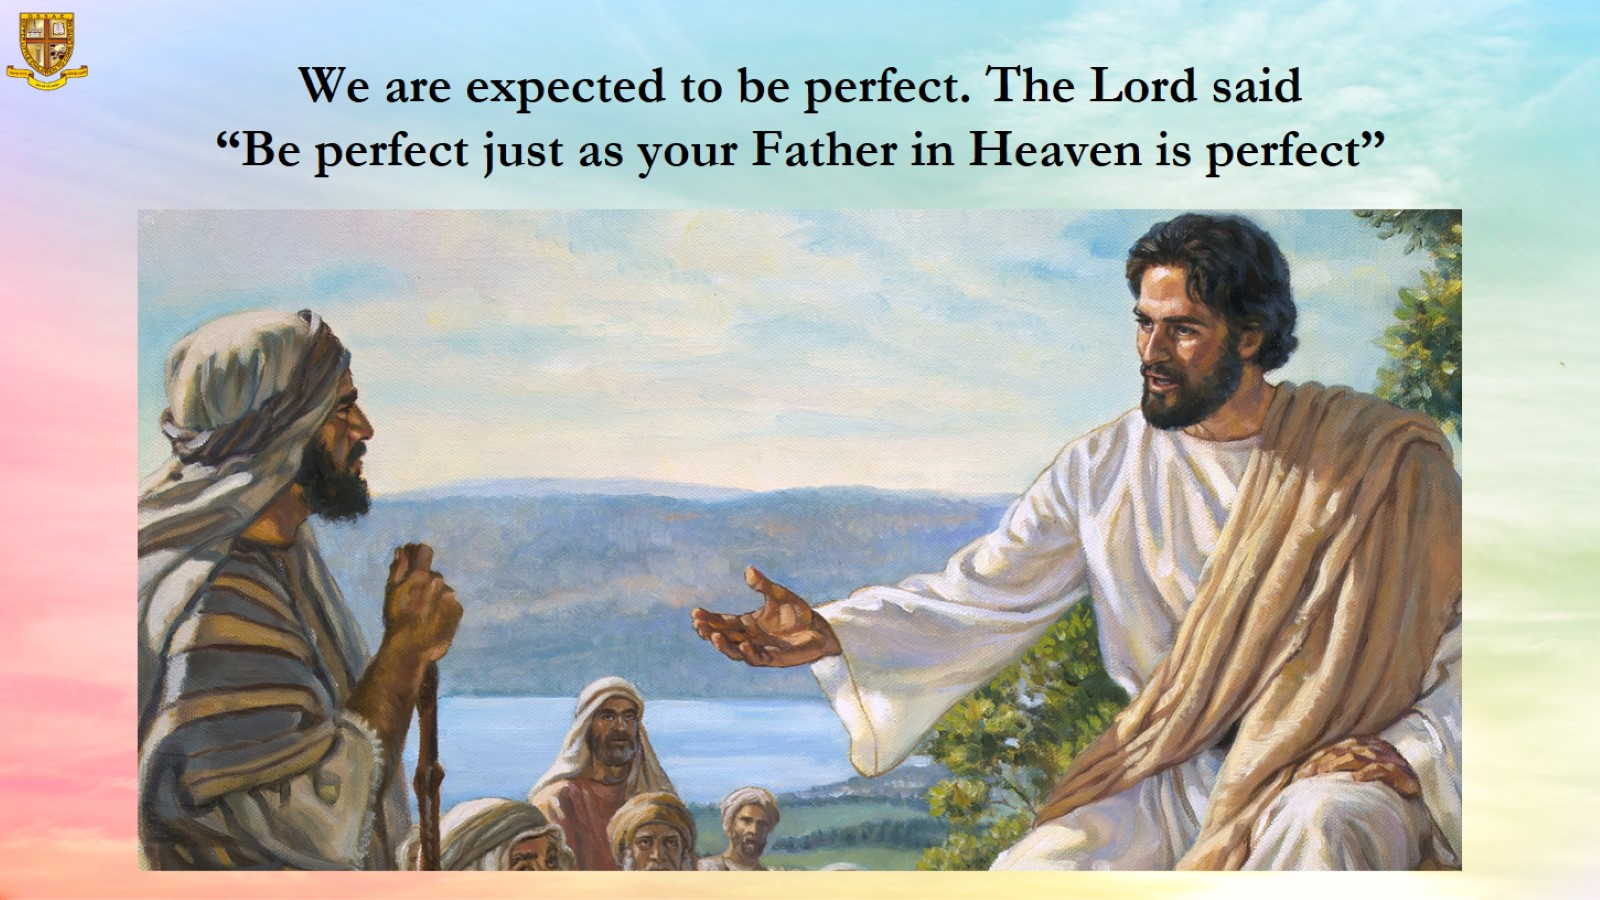 We are expected to be perfect. The Lord said
“Be perfect just as your Father in Heaven is perfect”